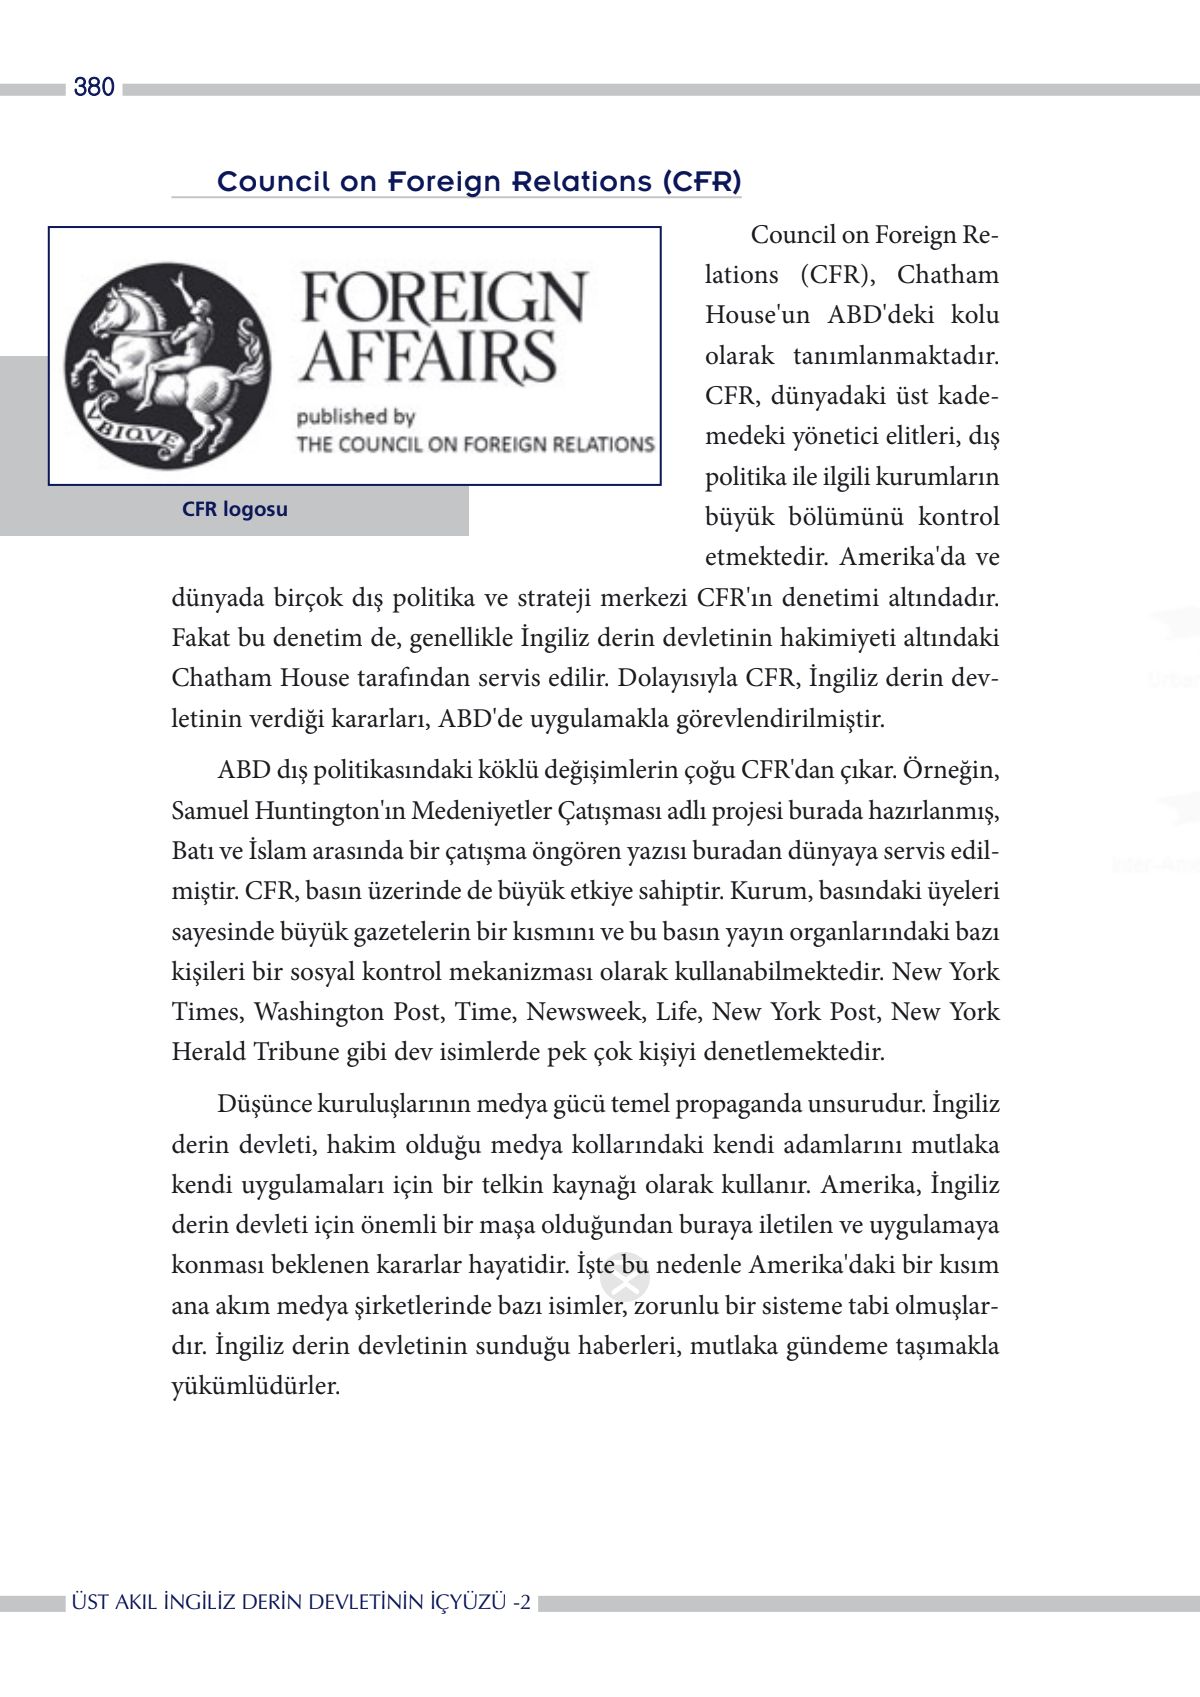 380
Council on Foreign Relations (CFR)
FOREIGN
AFFAIRS
published by
THE COUNCIL ON FOREIGN RELATIONS
VBIQVE
CFR logosu
Council on Foreign Re-
lations (CFR), Chatham
House'un ABD'deki kolu
olarak tanımlanmaktadır.
CFR, dünyadaki üst kade-
medeki yönetici elitleri, dış
politika ile ilgili kurumların
büyük bölümünü kontrol
etmektedir. Amerika'da ve
dünyada birçok dış politika ve strateji merkezi CFR'ın denetimi altındadır.
Fakat bu denetim de, genellikle İngiliz derin devletinin hakimiyeti altındaki
Chatham House tarafından servis edilir. Dolayısıyla CFR, İngiliz derin dev-
letinin verdiği kararları, ABD'de uygulamakla görevlendirilmiştir.
ABD dış politikasındaki köklü değişimlerin çoğu CFR'dan çıkar. Örneğin,
Samuel Huntington'ın Medeniyetler Çatışması adlı projesi burada hazırlanmış,
Batı ve İslam arasında bir çatışma öngören yazısı buradan dünyaya servis edil-
miştir. CFR, basın üzerinde de büyük etkiye sahiptir. Kurum, basındaki üyeleri
sayesinde büyük gazetelerin bir kısmını ve bu basın yayın organlarındaki bazı
kişileri bir sosyal kontrol mekanizması olarak kullanabilmektedir. New York
Times, Washington Post, Time, Newsweek, Life, New York Post, New York
Herald Tribune gibi dev isimlerde pek çok kişiyi denetlemektedir.
Düşünce kuruluşlarının medya gücü temel propaganda unsurudur. İngiliz
derin devleti, hakim olduğu medya kollarındaki kendi adamlarını mutlaka
kendi uygulamaları için bir telkin kaynağı olarak kullanır. Amerika, İngiliz
derin devleti için önemli bir maşa olduğundan buraya iletilen ve uygulamaya
konması beklenen kararlar hayatidir. İşte bu nedenle Amerika'daki bir kısım
ana akım medya şirketlerinde bazı isimler, zorunlu bir sisteme tabi olmuşlar-
dır. İngiliz derin devletinin sunduğu haberleri, mutlaka gündeme taşımakla
yükümlüdürler.
ÜST AKIL İNGİLİZ DERİN DEVLETİNİN İÇYÜZÜ -2